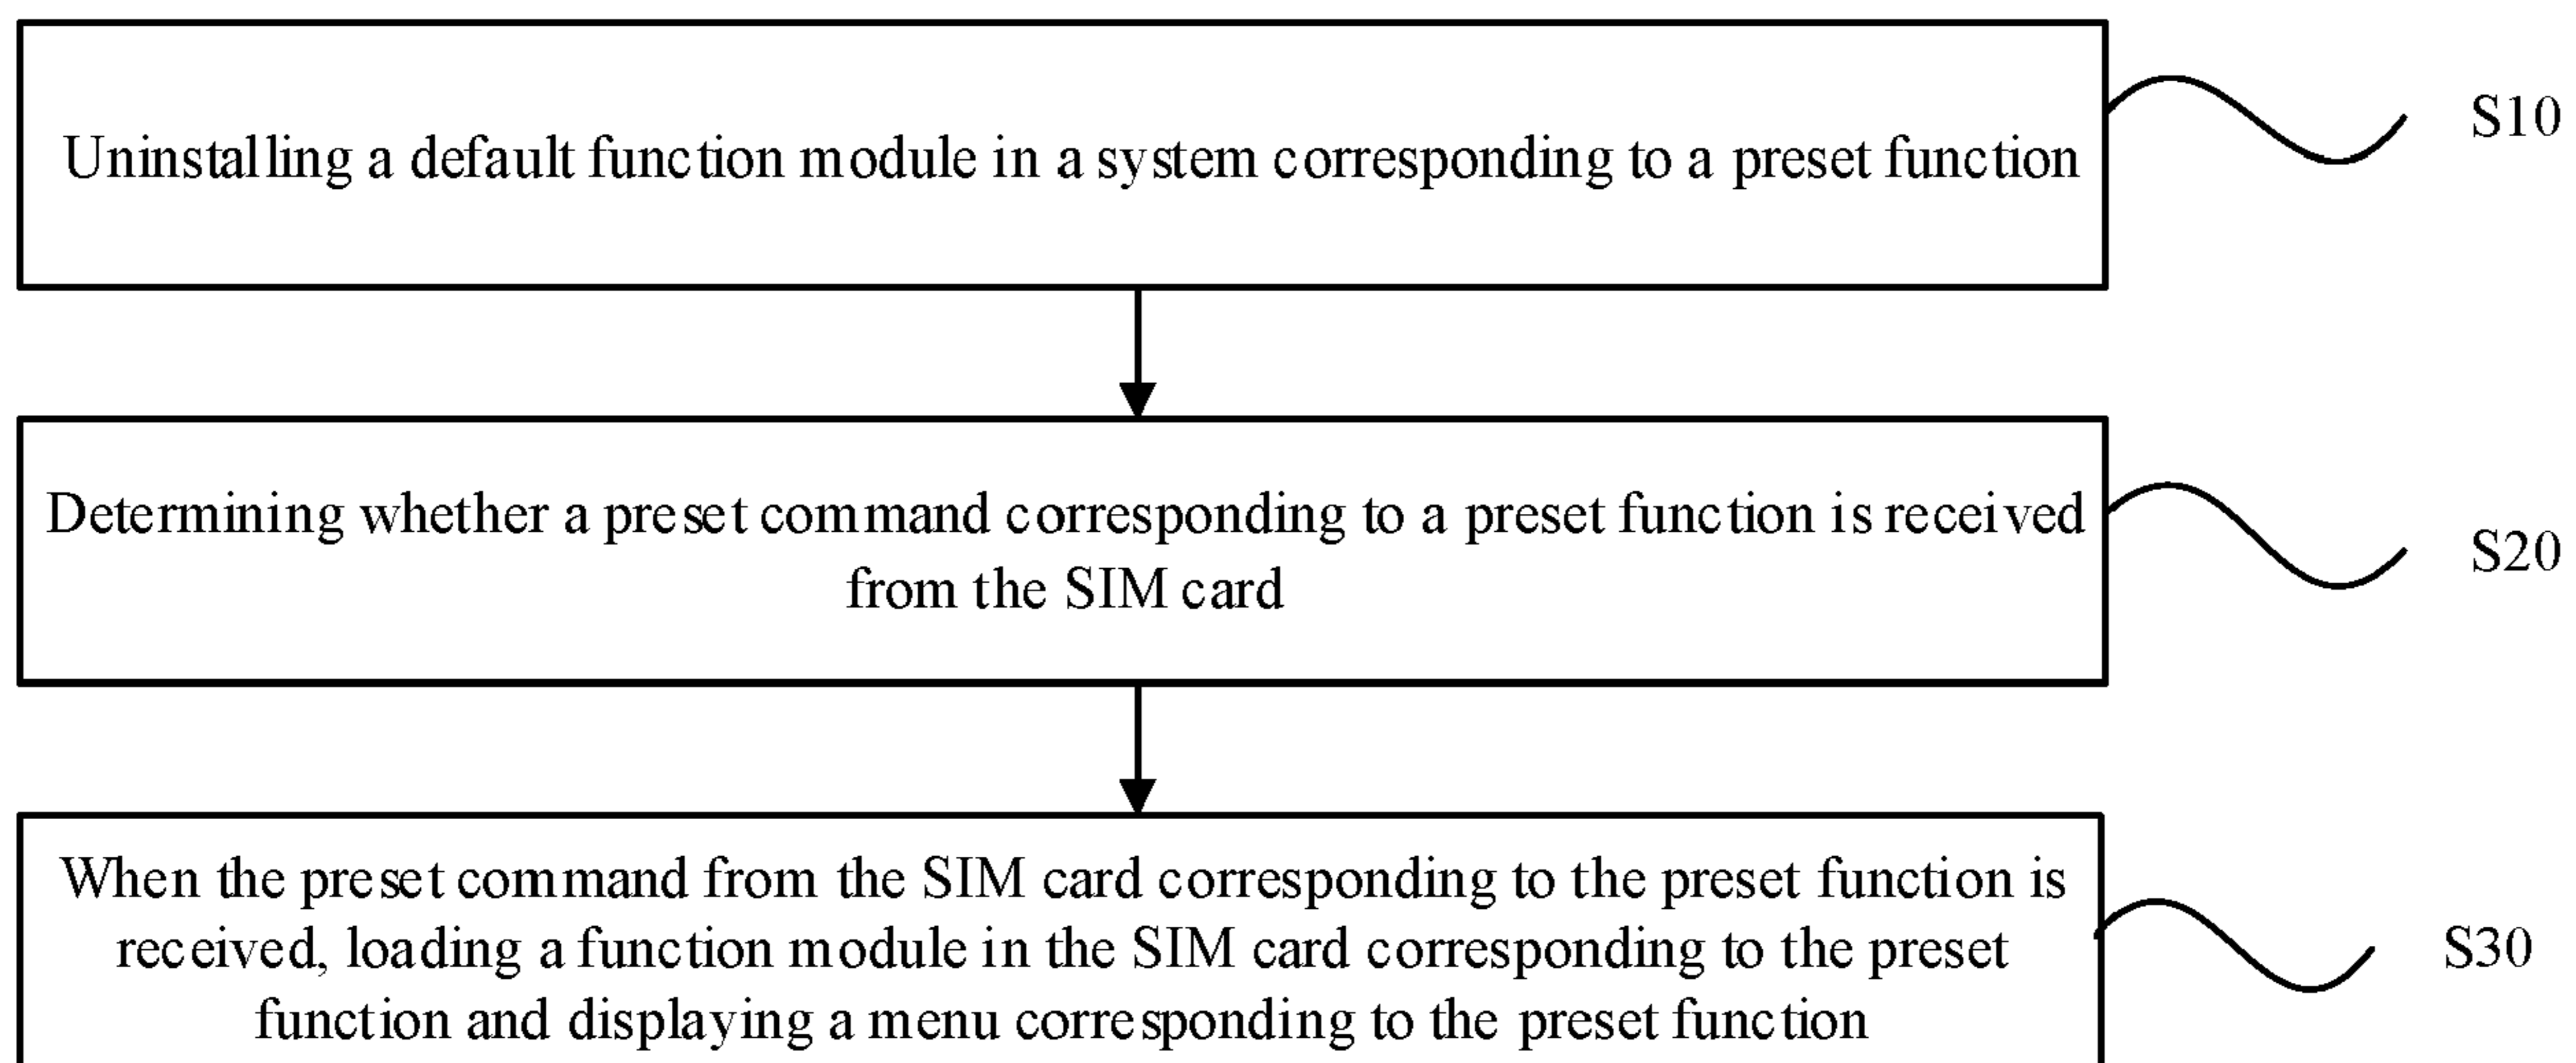 Uninstalling a default function module in a system corresponding to a preset function
S10
Determining whether a preset command corresponding to a preset function is received
from the SIM card
S20
When the preset command from the SIM card corresponding to the preset function is
received, loading a function module in the SIM card corresponding to the preset
function and displaying a menu corresponding to the preset function
S30